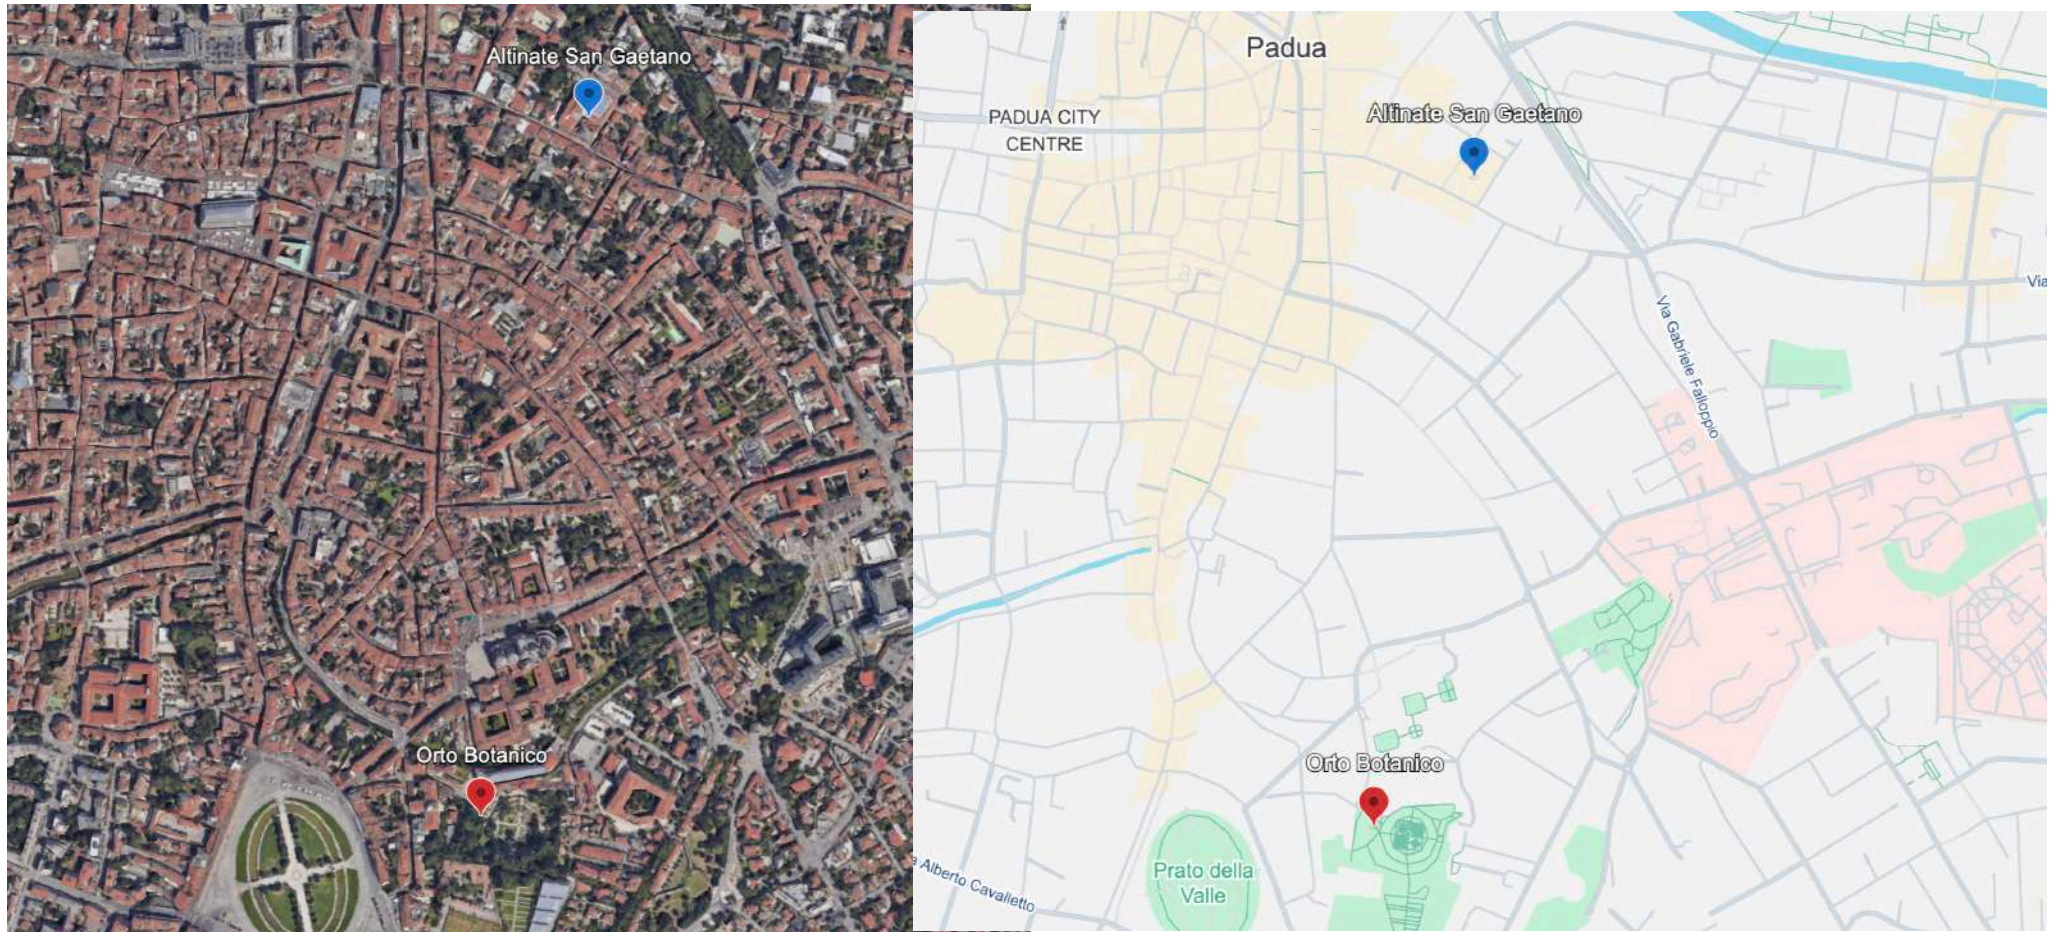 Altinate San Gaetano
Orto Botanico
Padua
PADUA CITY
CENTRE
Altinate San Gaetano
Via
Via Gabriele Falloppio
Orto Botanico
Prato della
Valle
a Alberto Cavalletto